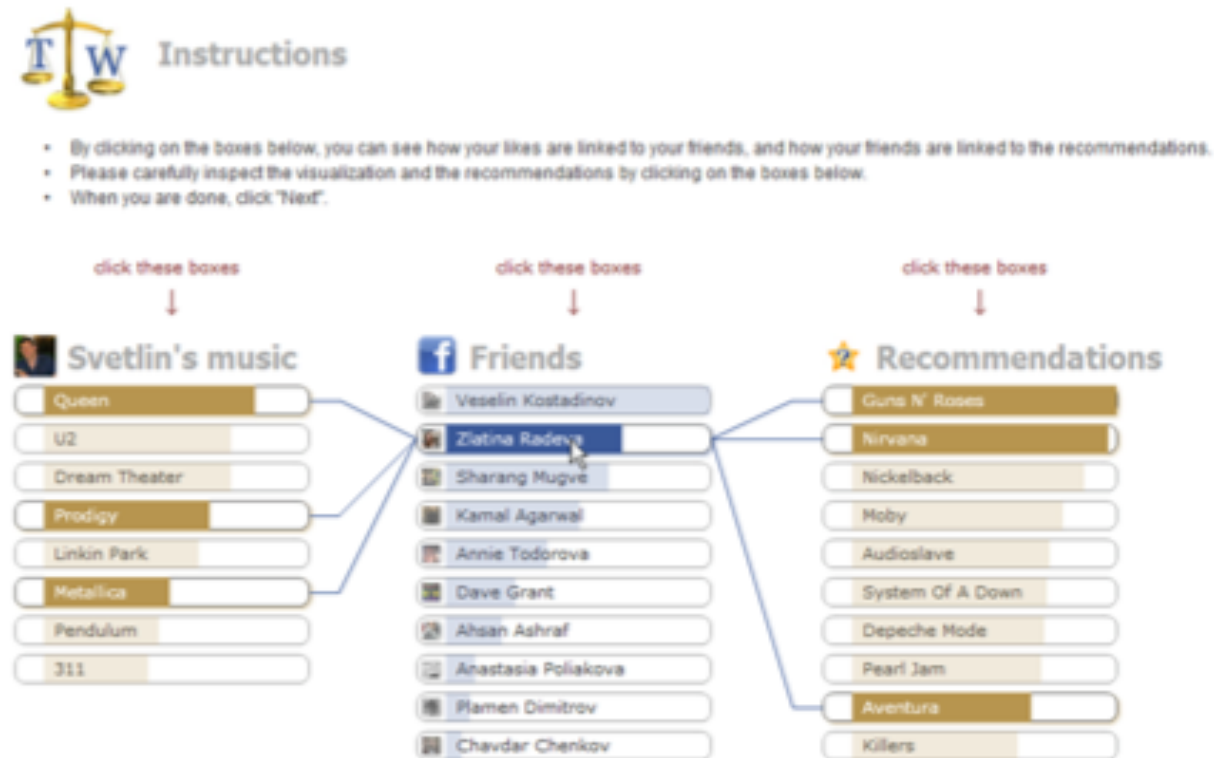 T W
Instructions
• By clicking on the boxes below, you can see how your likes are linked to your friends, and how your friends are linked to the recommendations.
• Please carefully inspect the visualization and the recommendations by clicking on the boxes below.
• When you are done, click "Next".
click these boxes
click these boxes
click these boxes
Svetlin's music
Queen
U2
Dream Theater
Prodigy
Linkin Park
Metallica
Pendulum
311
f Friends
Veselin Kostadinov
Zlatina Radeva
Sharang Mugve
Kamal Agarwal
Annie Todorova
Dave Grant
Ahsan Ashraf
Anastasia Poliakova
Plamen Dimitrov
Chavdar Chenkov
? Recommendations
Guns N' Roses
Nirvana
Nickelback
Moby
Audioslave
System Of A Down
Depeche Mode
Pearl Jam
Aventura
Killers